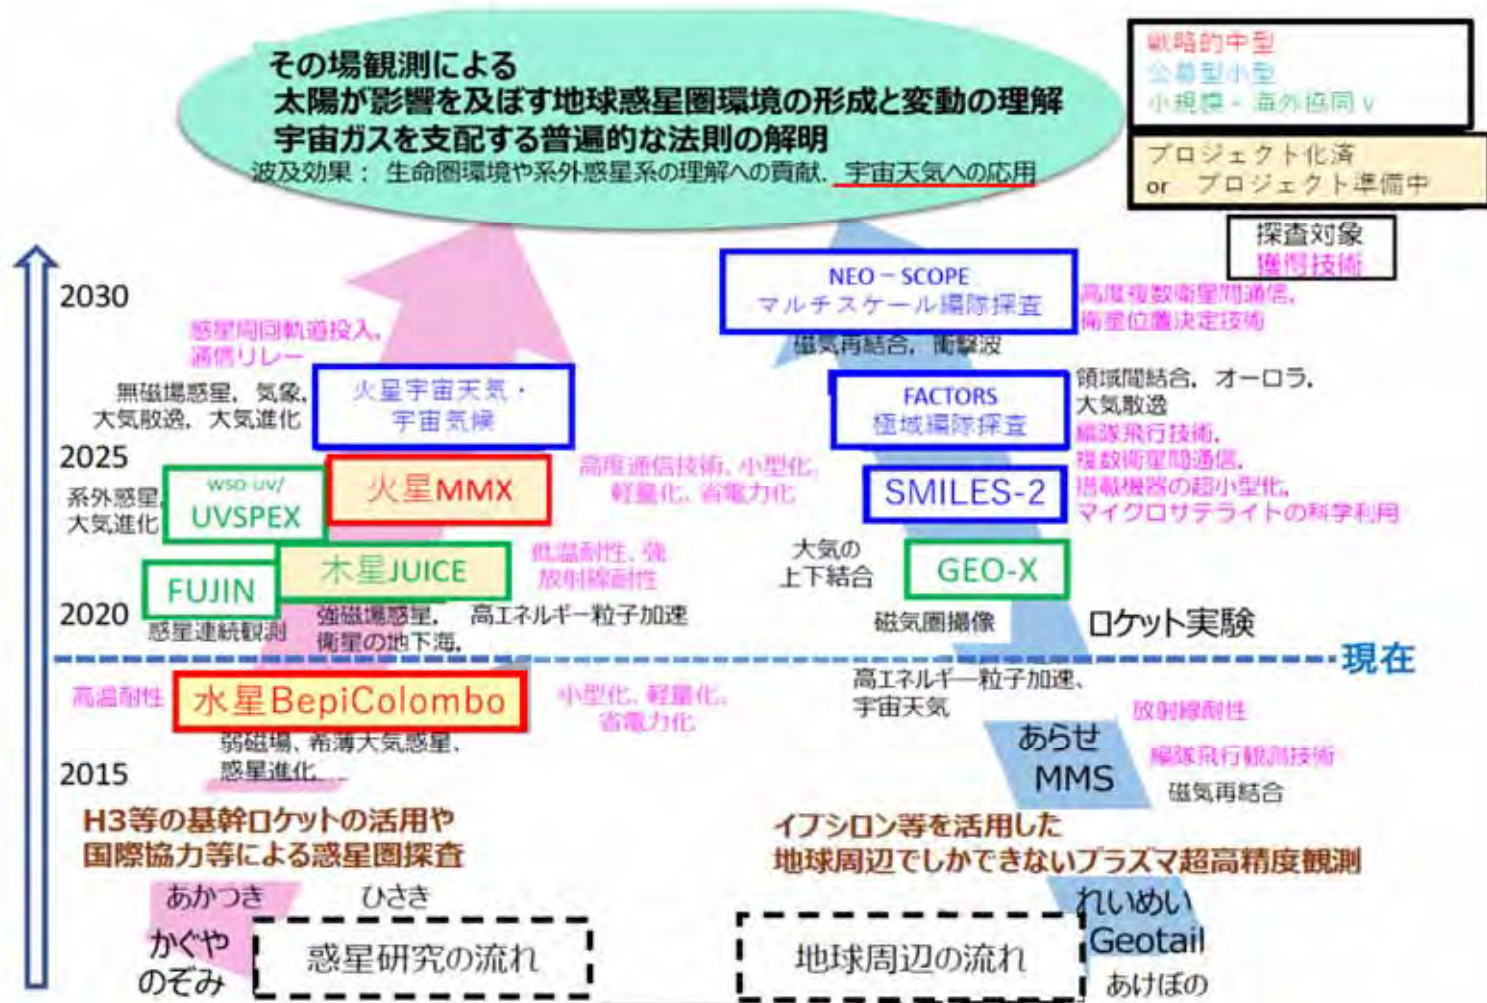 その場観測による
太陽が影響を及ぼす地球惑星圏環境の形成と変動の理解
宇宙ガスを支配する普遍的な法則の解明
波及効果： 生命圏環境や系外惑星系の理解への貢献、宇宙天気への応用
戦略的中型
公募型小型
小規模－海外協同 v
プロジェクト化済
or プロジェクト準備中
探査対象
獲得技術
2030
惑星周回軌道投入、
通信リレー
無磁場惑星，気象，
大気散逸，大気進化
火星宇宙天気・
宇宙気候
NEO－SCOPE
マルチスケール編隊探査
高度複数衛星間通信、
衛星位置決定技術
磁気再結合，衝撃波
FACTORS
極域編隊探査
領域間結合，オーロラ，
大気散逸
編隊飛行技術、
複数衛星間通信、
搭載機器の超小型化、
マイクロサテライトの科学利用
2025
系外惑星，
大気進化
WSO-UV/
UVSPEX
火星MMX
高度通信技術、小型化、
軽量化、省電力化
SMILES-2
FUJIN
木星JUICE
低温耐性、強
放射線耐性
大気の
上下結合
GEO-X
2020
惑星連続観測
強磁場惑星， 高エネルギー粒子加速
衛星の地下海，
磁気圏撮像
ロケット実験
現在
高温耐性
水星BepiColombo
小型化、軽量化、
省電力化
弱磁場、希薄大気惑星、
惑星進化
高エネルギー粒子加速、
宇宙天気
放射線耐性
あらせ
MMS
編隊飛行観測技術
磁気再結合
2015
H3等の基幹ロケットの活用や
国際協力等による惑星圏探査
イプシロン等を活用した
地球周辺でしかできないプラズマ超高精度観測
あかつき
ひさき
かぐや
のぞみ
惑星研究の流れ
地球周辺の流れ
れいめい
Geotail
あけぼの